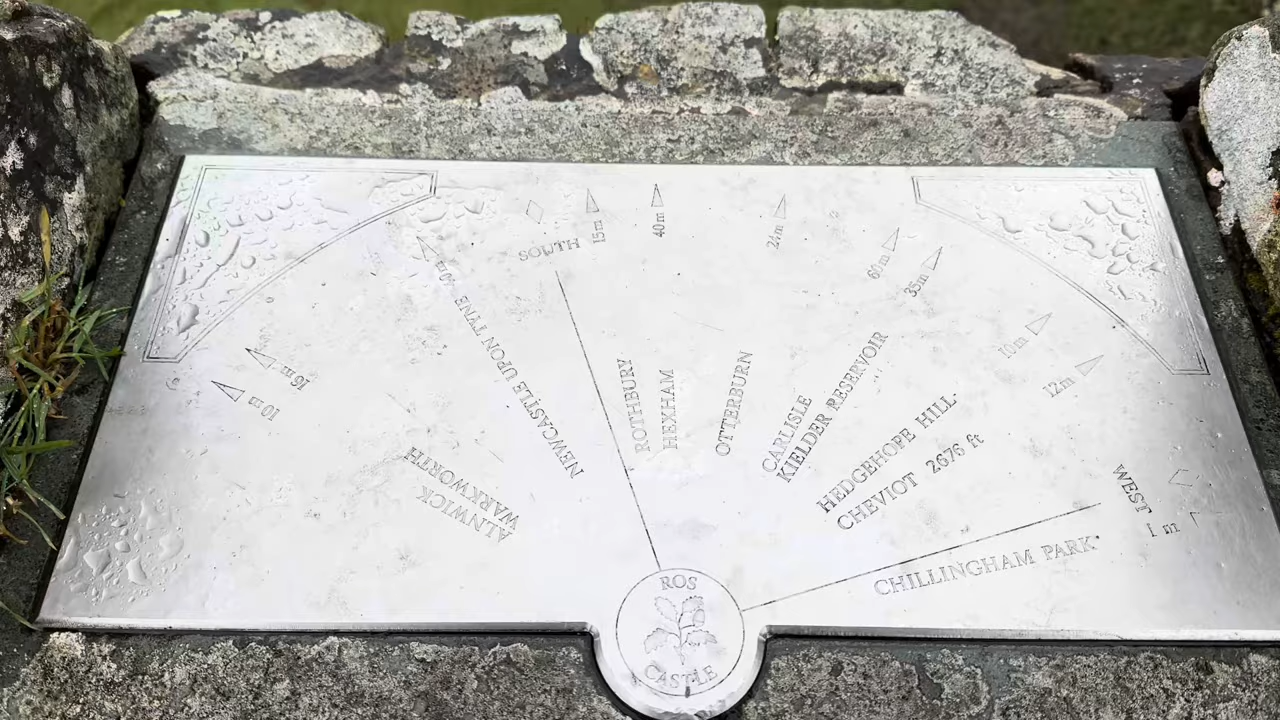 10m
16m
ALNWICK
WARKWORTH
NEWCASTLE UPON TYNE
SOUTH
15m
ROTHBURY
40m
HEXHAM
24m
OTTERBURN
60m
CARLISLE
35m
KIELDER RESERVOIR
10m
HEDGEHOPE HILL
12m
CHEVIOT 2676 ft
WEST
1 m
CHILLINGHAM PARK
ROS
CASTLE